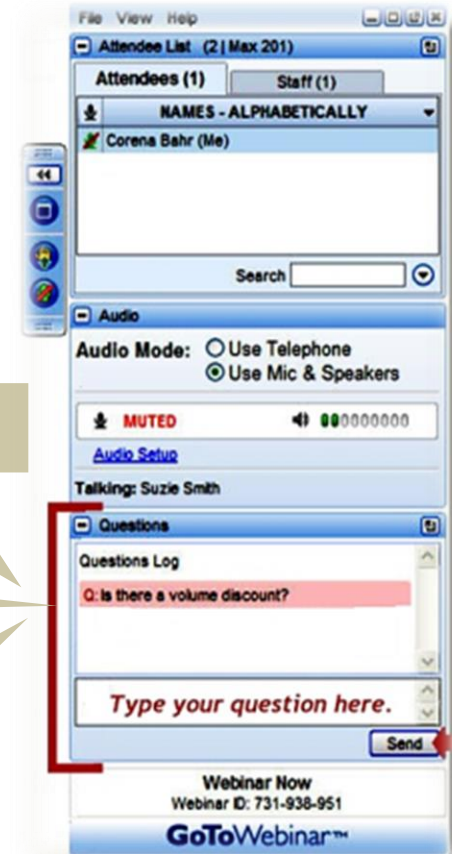 File View Help
Attendee List (2 | Max 201)
Attendees (1) Staff (1)
NAMES - ALPHABETICALLY
Corena Bahr (Me)
Search
Audio
Audio Mode: Use Telephone
Use Mic & Speakers
MUTED
Audio Setup
Talking: Suzie Smith
Questions
Questions Log
Q: Is there a volume discount?
Type your question here.
Send
Webinar Now
Webinar ID: 731-938-951
GoToWebinar™